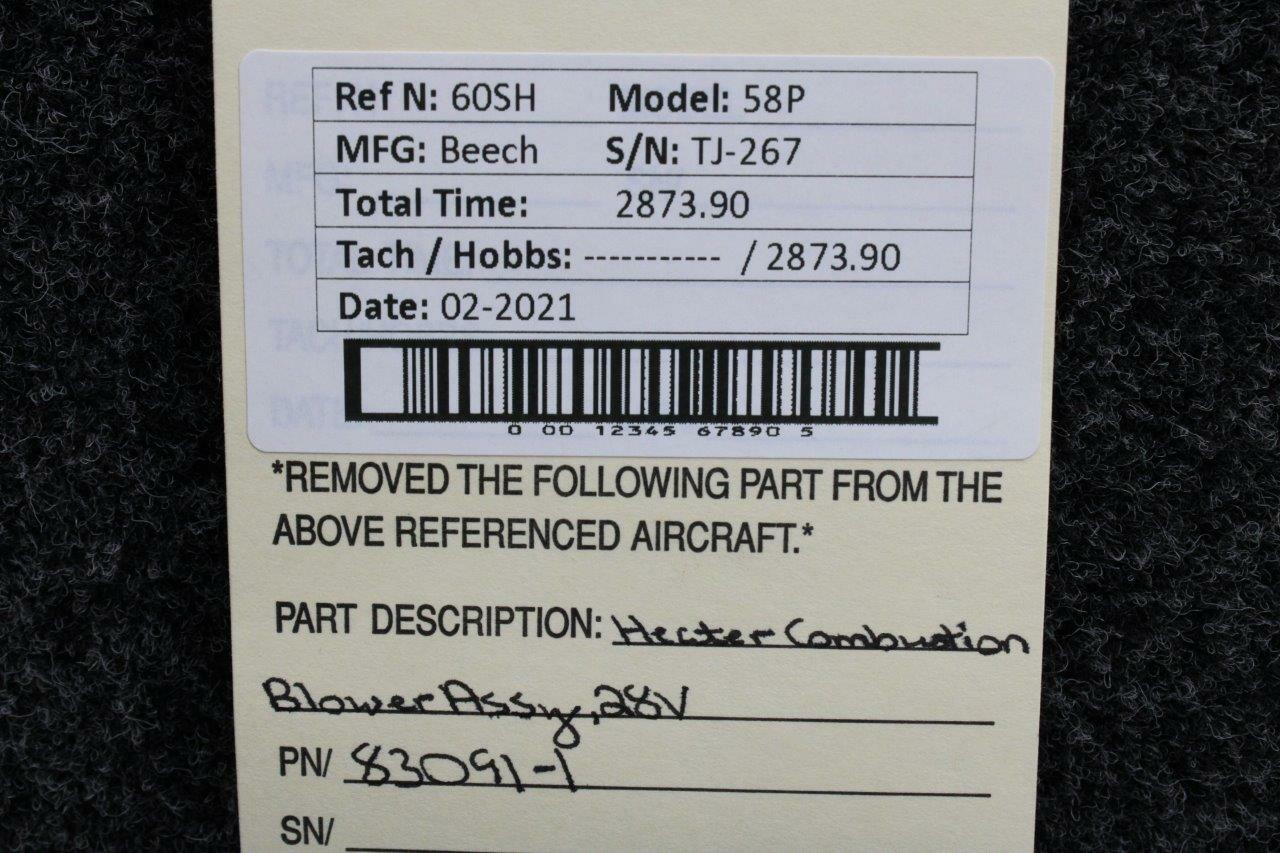 Ref N: 60SH Model: 58P
MFG: Beech S/N: TJ-267
Total Time: 2873.90
Tach / Hobbs: ----------- / 2873.90
Date: 02-2021
0 00 12345 67890 5
*REMOVED THE FOLLOWING PART FROM THE
ABOVE REFERENCED AIRCRAFT.*
PART DESCRIPTION: Heater Combustion
Blower Assy, 28V
PN/ 83091-1
SN/